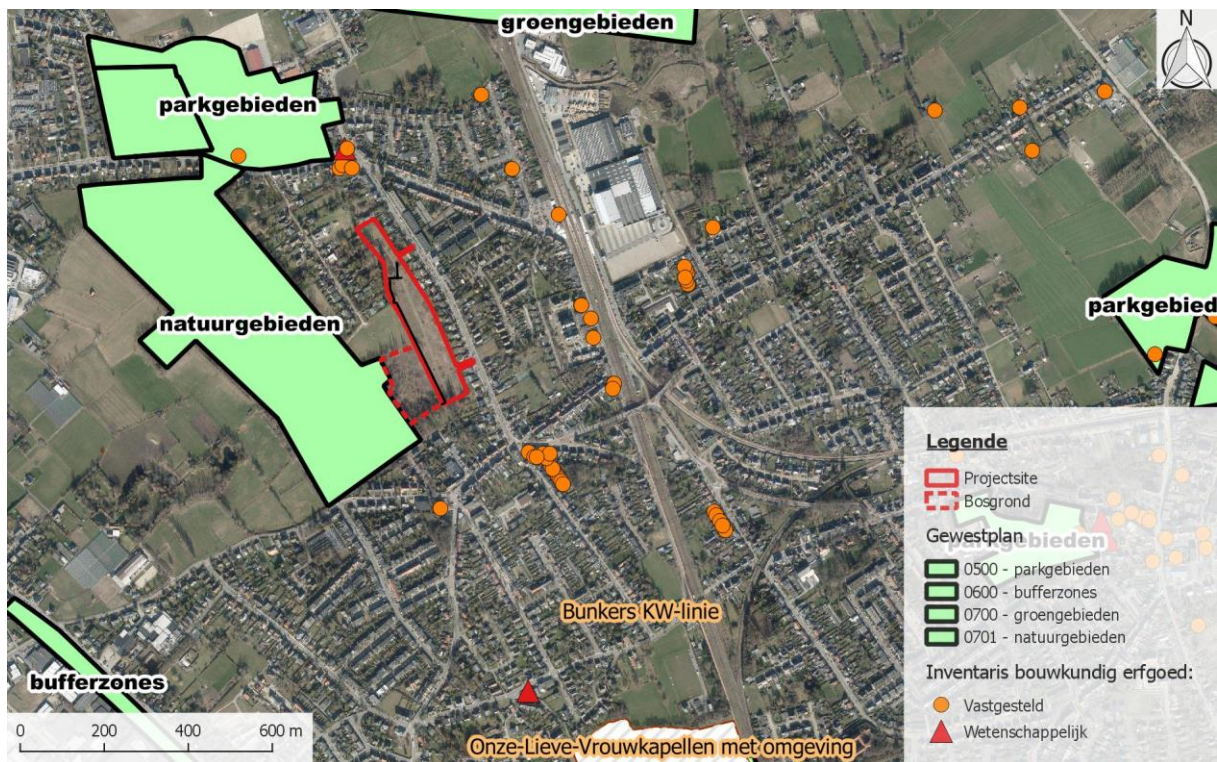 groengebieden
N
parkgebieden
natuurgebieden
parkgebied
Legende
Projectsite
Bosgrond
Gewestplan
0500 - parkgebieden
0600 - bufferzones
0700 - groengebieden
0701 - natuurgebieden
Inventaris bouwkundig erfgoed:
Vastgesteld
Wetenschappelijk
parkgebieden
Bunkers KW-linie
bufferzones
0 200 400 600 m
Onze-Lieve-Vrouwkapellen met omgeving